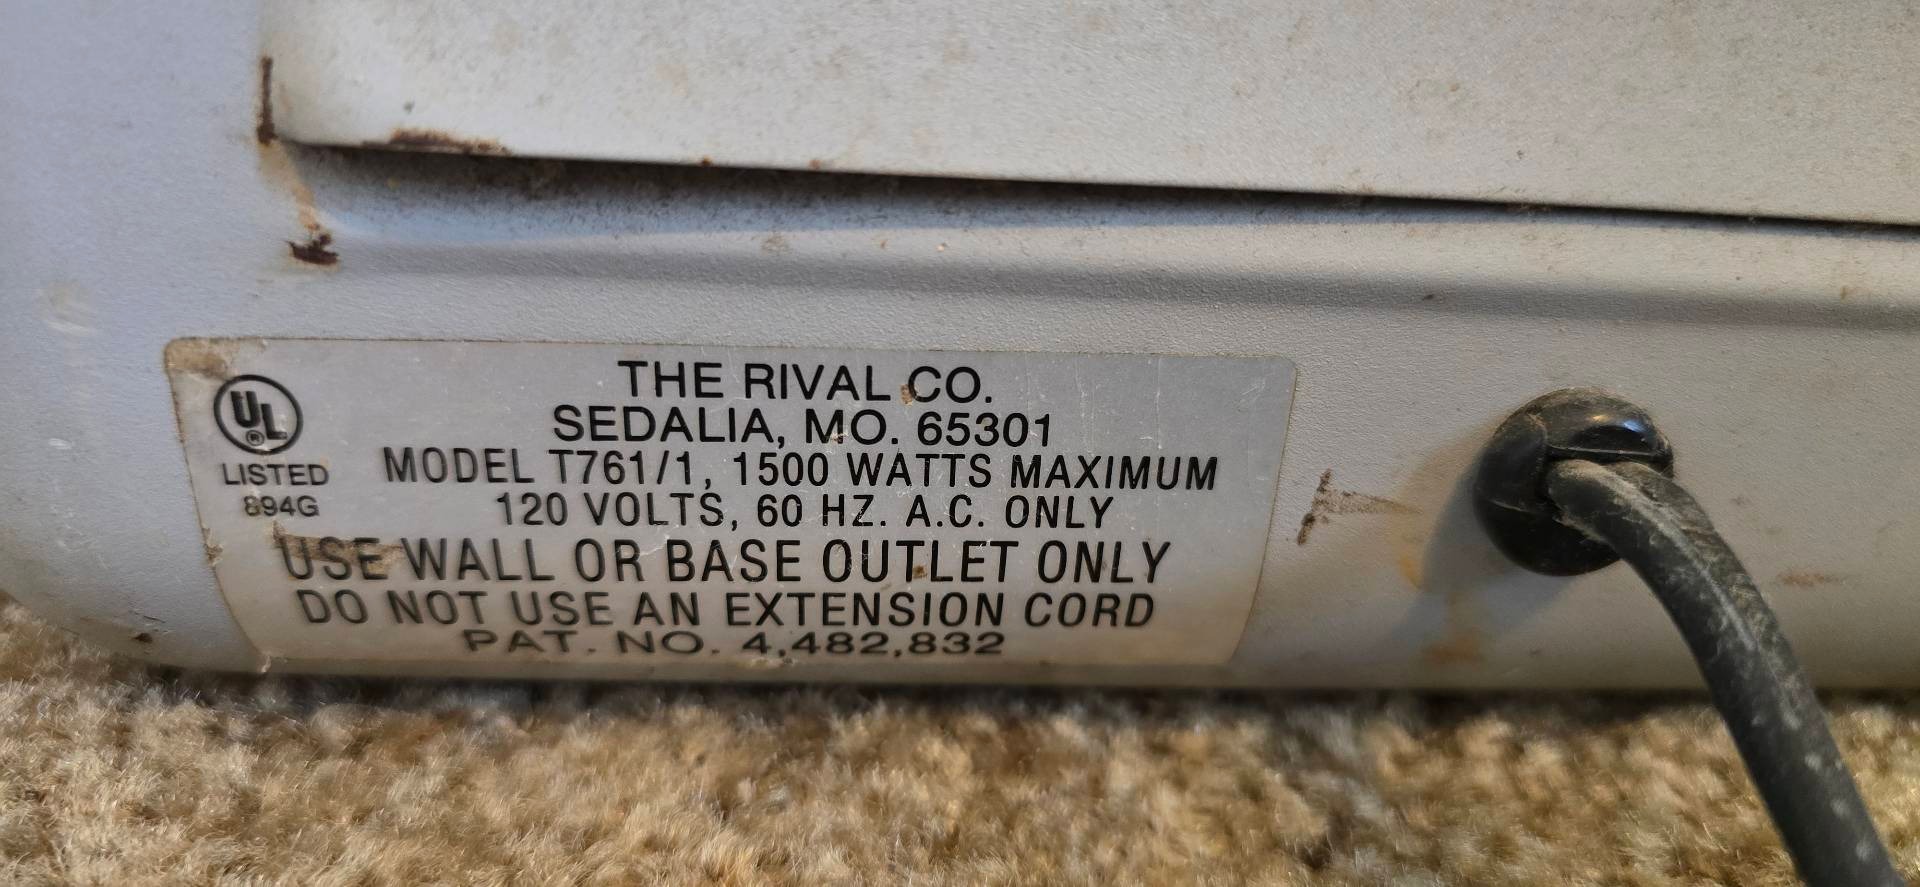 UL
®
LISTED
894G
THE RIVAL CO.
SEDALIA, MO. 65301
MODEL T761/1, 1500 WATTS MAXIMUM
120 VOLTS, 60 HZ. A.C. ONLY
USE WALL OR BASE OUTLET ONLY
DO NOT USE AN EXTENSION CORD
PAT. NO. 4,482,832